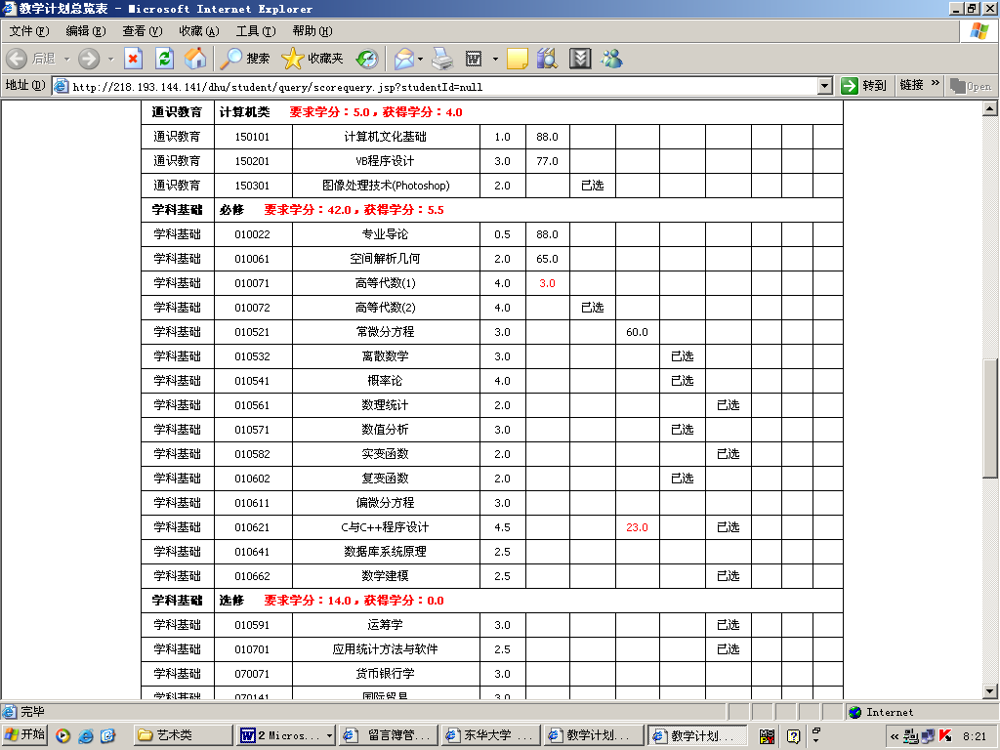 教学计划总览表 - Microsoft Internet Explorer
文件(F) 编辑(E) 查看(V) 收藏(A) 工具(T) 帮助(H)
后退 搜索 收藏夹
地址(D) http://218.193.144.141/dhu/student/query/scorequery.jsp?studentId=null 转到 链接 » Open
通识教育 计算机类 要求学分：5.0，获得学分：4.0
通识教育 150101 计算机文化基础 1.0 88.0
通识教育 150201 VB程序设计 3.0 77.0
通识教育 150301 图像处理技术(Photoshop) 2.0 已选
学科基础 必修 要求学分：42.0，获得学分：5.5
学科基础 010022 专业导论 0.5 88.0
学科基础 010061 空间解析几何 2.0 65.0
学科基础 010071 高等代数(1) 4.0 3.0
学科基础 010072 高等代数(2) 4.0 已选
学科基础 010521 常微分方程 3.0 60.0
学科基础 010532 离散数学 3.0 已选
学科基础 010541 概率论 4.0 已选
学科基础 010561 数理统计 2.0 已选
学科基础 010571 数值分析 3.0 已选
学科基础 010582 实变函数 2.0 已选
学科基础 010602 复变函数 2.0 已选
学科基础 010611 偏微分方程 3.0
学科基础 010621 C与C++程序设计 4.5 23.0 已选
学科基础 010641 数据库系统原理 2.5
学科基础 010662 数学建模 2.5 已选
学科基础 选修 要求学分：14.0，获得学分：0.0
学科基础 010591 运筹学 3.0 已选
学科基础 010701 应用统计方法与软件 2.5 已选
学科基础 070071 货币银行学 3.0
学科基础 070141 国际贸易 3.0
完毕 Internet
开始 艺术类 2 Micros... 留言簿管... 东华大学 ... 教学计划... 教学计划... « 8:21